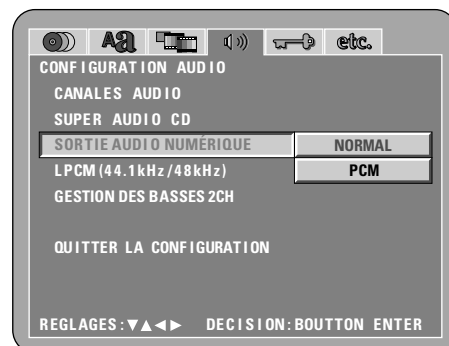 Aa etc.
CONFIGURATION AUDIO
CANALES AUDIO
SUPER AUDIO CD
SORTIE AUDIO NUMÉRIQUE NORMAL
LPCM (44.1kHz/48kHz) PCM
GESTION DES BASSES 2CH
QUITTER LA CONFIGURATION
REGLAGES:▼▲◄► DECISION:BOUTTON ENTER